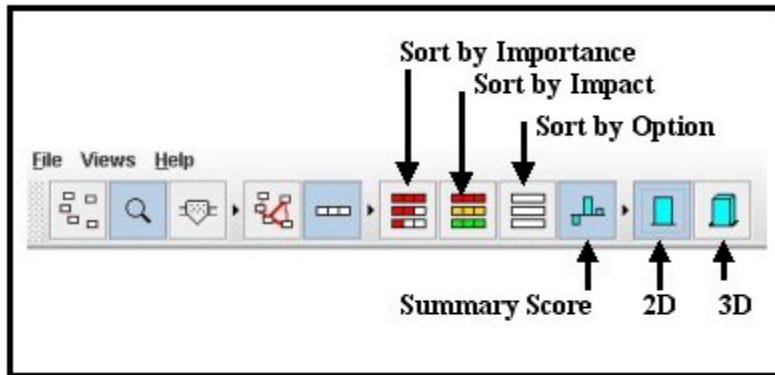 Sort by Importance
Sort by Impact
Sort by Option
File Views Help
Summary Score 2D 3D